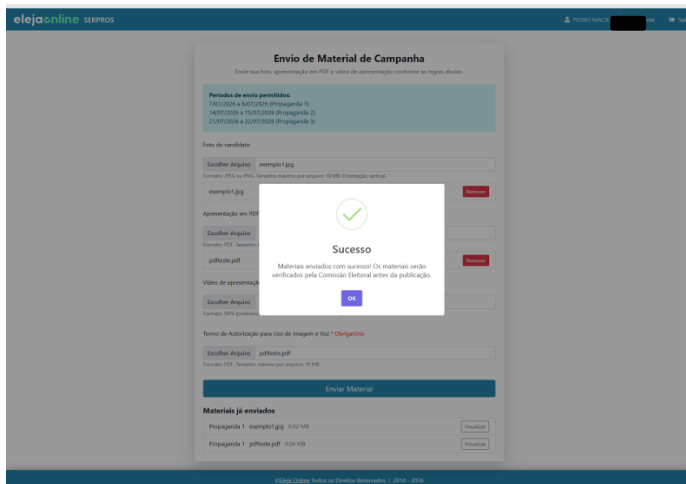 elejaonline SERPROS
PEDRO MACIE
Envio de Material de Campanha
Envie sua foto, apresentação em PDF e vídeo de apresentação conforme as regras abaixo.
Períodos de envio permitidos:
7/07/2026 a 8/07/2026 (Propaganda 1)
14/07/2026 a 15/07/2026 (Propaganda 2)
21/07/2026 a 22/07/2026 (Propaganda 3)
Foto do candidato
Escolher Arquivo exemplo1.jpg
Formato: JPEG ou PNG. Tamanho máximo por arquivo: 10 MB. Orientação: vertical.
exemplo1.jpg Remover
Apresentação em PDF
Escolher Arquivo
Formato: PDF. Tamanho
pdfteste.pdf Remover
Vídeo de apresentaçã
Escolher Arquivo
Formato: MP4
Sucesso
Materiais enviados com sucesso! Os materiais serão
verificados pela Comissão Eleitoral antes da publicação.
OK
Termo de Autorização para Uso de Imagem e Voz * Obrigatório
Escolher Arquivo pdfteste.pdf
Formato: PDF. Tamanho máximo por arquivo: 10 MB.
Enviar Material
Materiais já enviados
Propaganda 1 exemplo1.jpg 0.02 MB Visualizar
Propaganda 1 pdfteste.pdf 0.04 MB Visualizar
©Eleja Online Todos os Direitos Reservados | 2014 - 2026